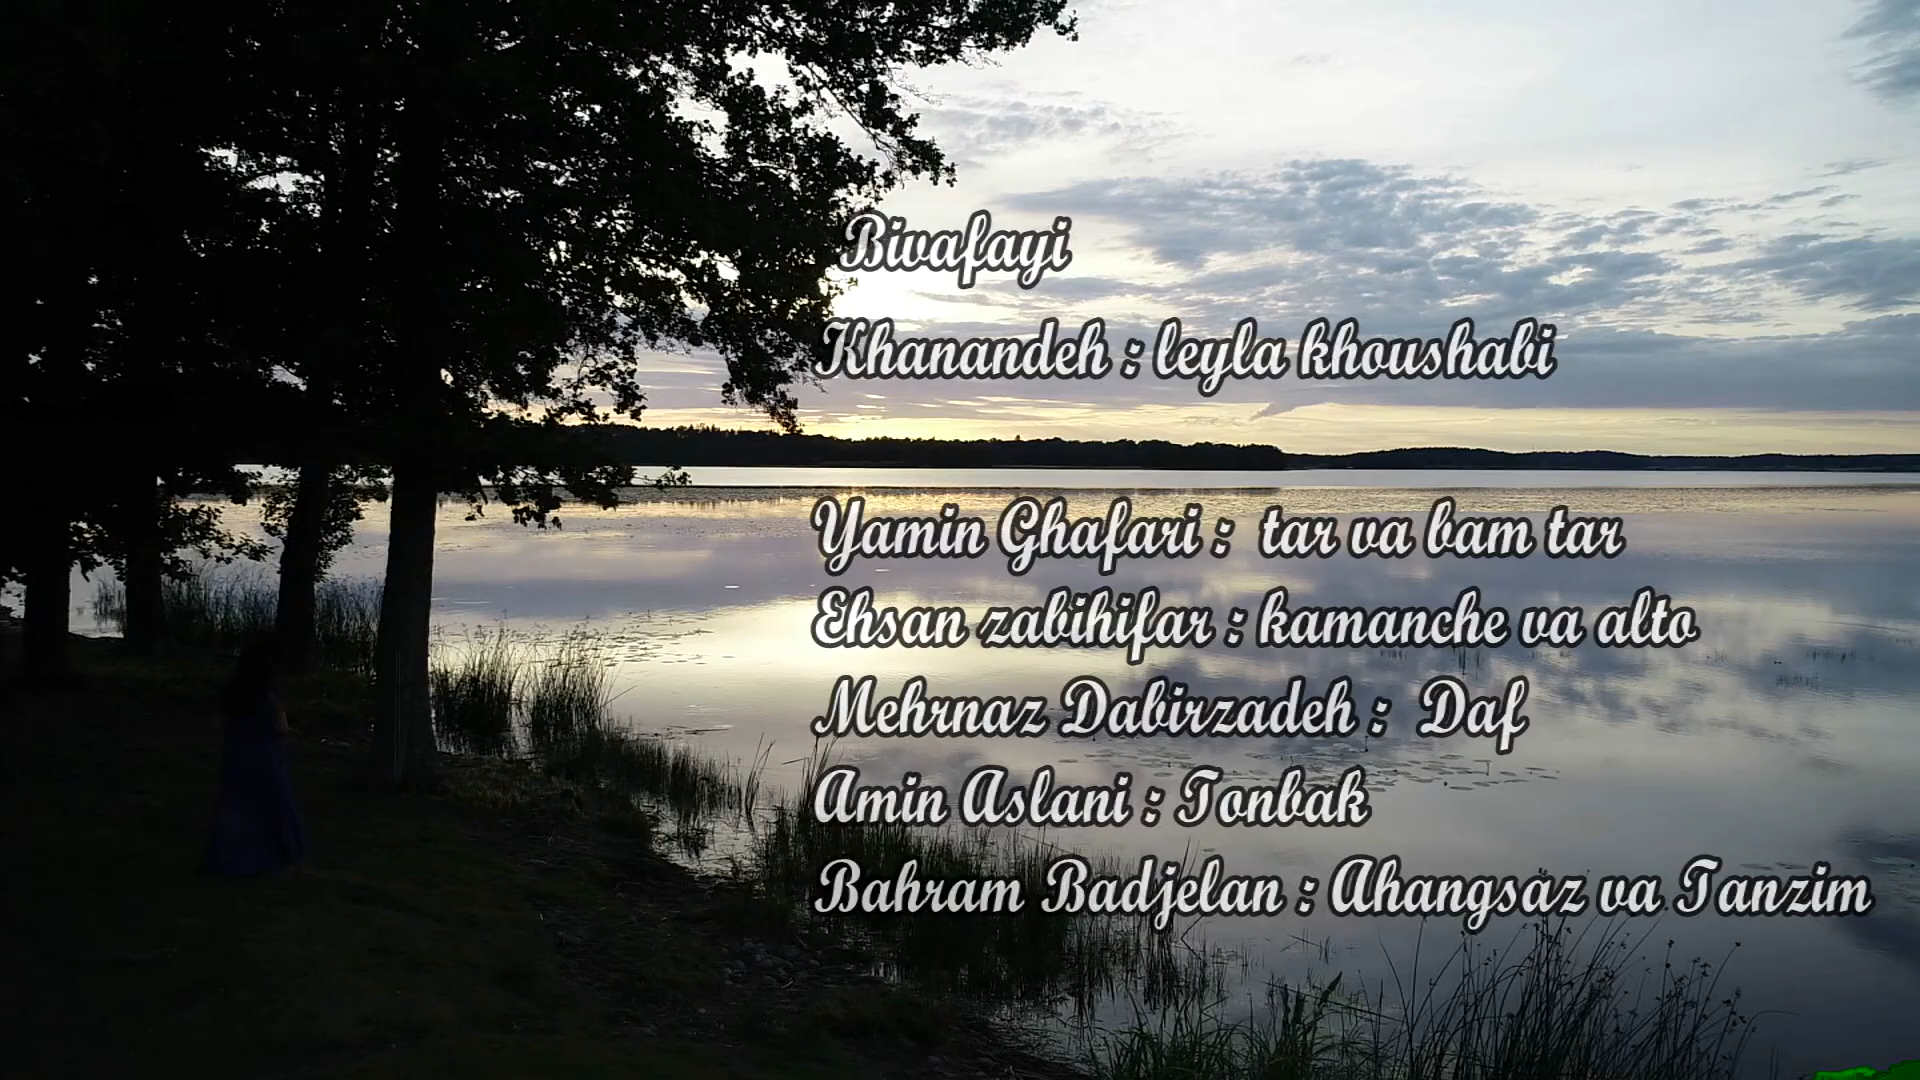 Bivafayi
Khanandeh : leyla khoushabi
Yamin Ghafari : tar va bam tar
Ehsan zabihifar : kamanche va alto
Mehrnaz Dabirzadeh : Daf
Amin Aslani : Tonbak
Bahram Badjelan : Ahangsaz va Tanzim